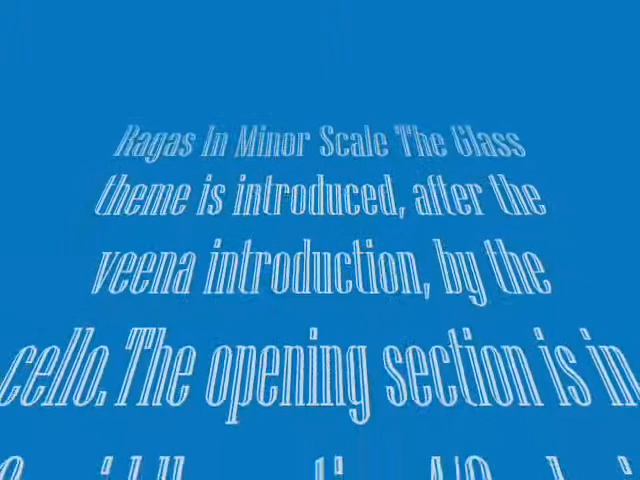 Ragas In Minor Scale The Glass
theme is introduced, after the
veena introduction, by the
cello. The opening section is in